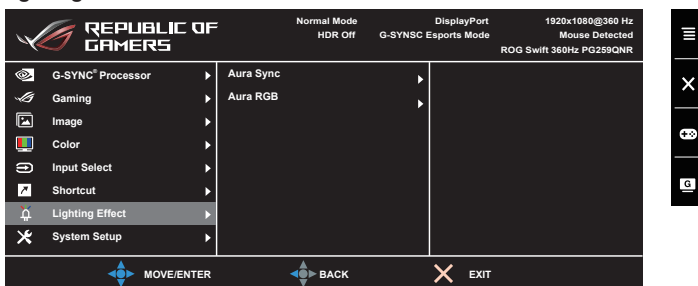 REPUBLIC OF
GAMERS
Normal Mode
HDR Off
DisplayPort
G-SYNSC Esports Mode
1920x1080@360 Hz
Mouse Detected
ROG Swift 360Hz PG259QNR
G-SYNC® Processor
Gaming
Image
Color
Input Select
Shortcut
Lighting Effect
System Setup
Aura Sync
Aura RGB
MOVE/ENTER
BACK
EXIT
G